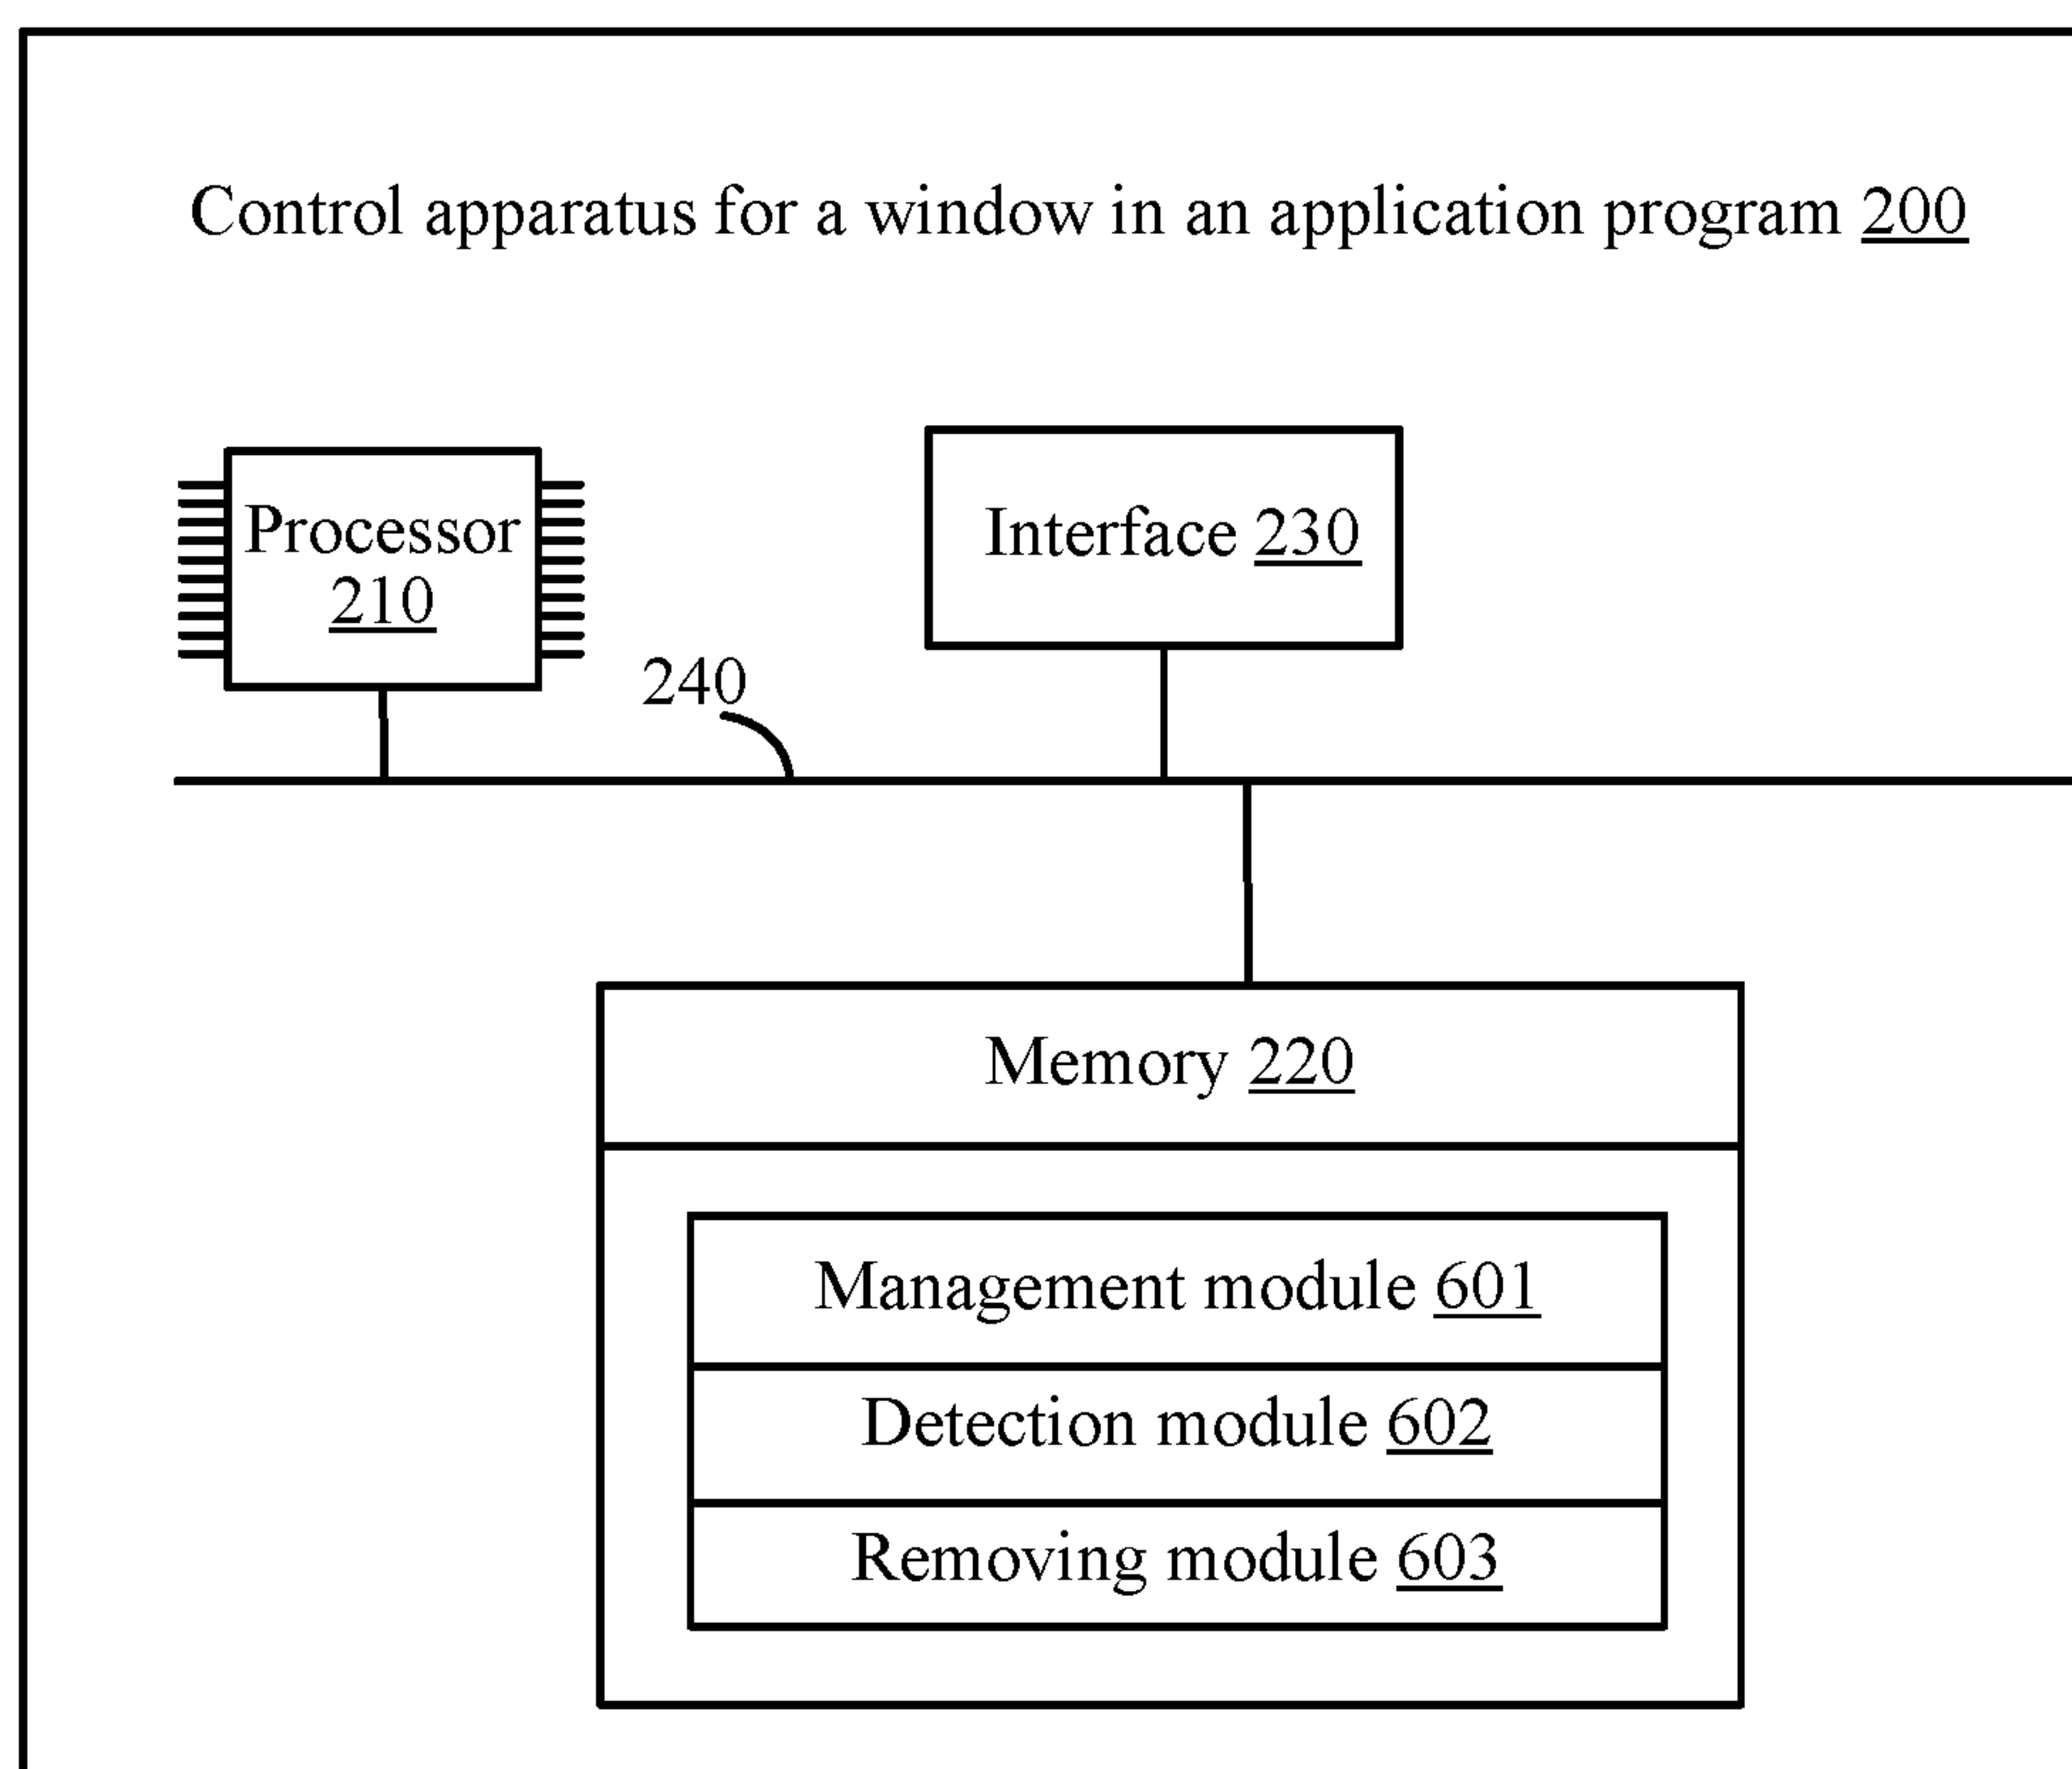 Control apparatus for a window in an application program 200
Processor
210
Interface 230
240
Memory 220
Management module 601
Detection module 602
Removing module 603